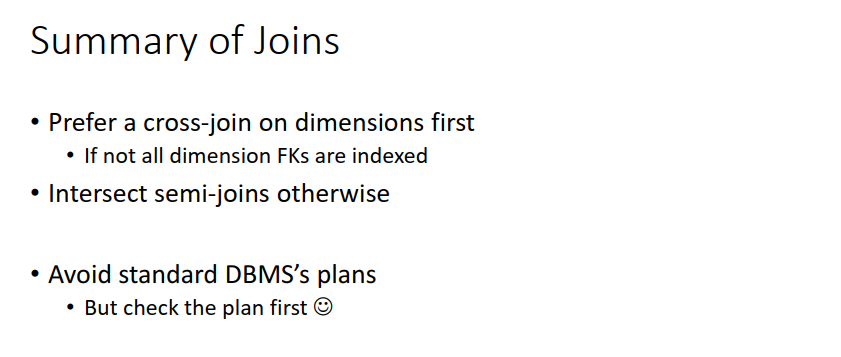 Summary of Joins
• Prefer a cross-join on dimensions first
• If not all dimension FKs are indexed
• Intersect semi-joins otherwise
• Avoid standard DBMS’s plans
• But check the plan first ☺